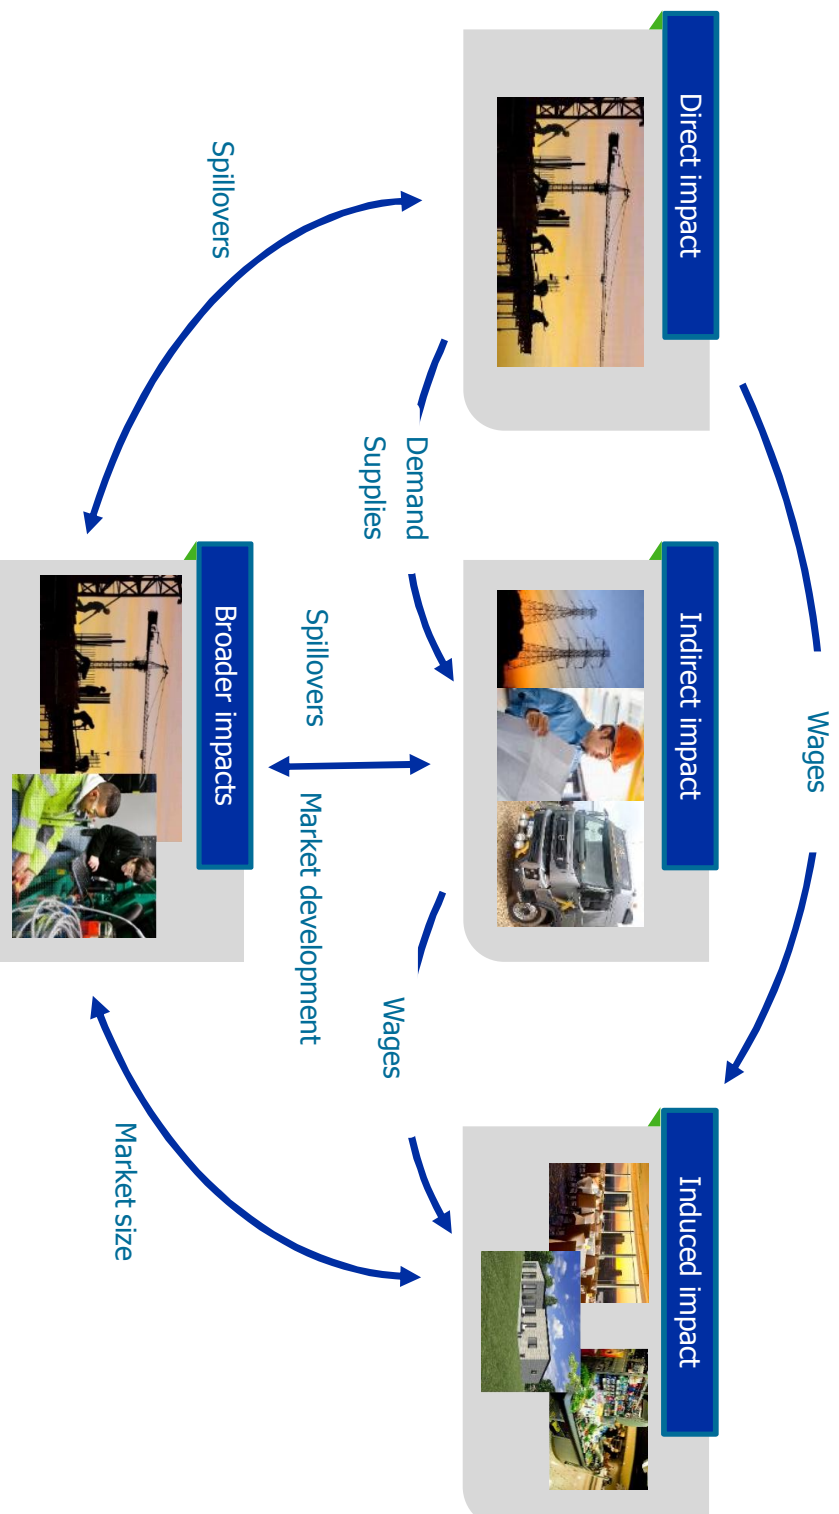 Wages
Direct impact
Indirect impact
Induced impact
Demand
Supplies
Wages
Spillovers
Spillovers
Market development
Market size
Broader impacts